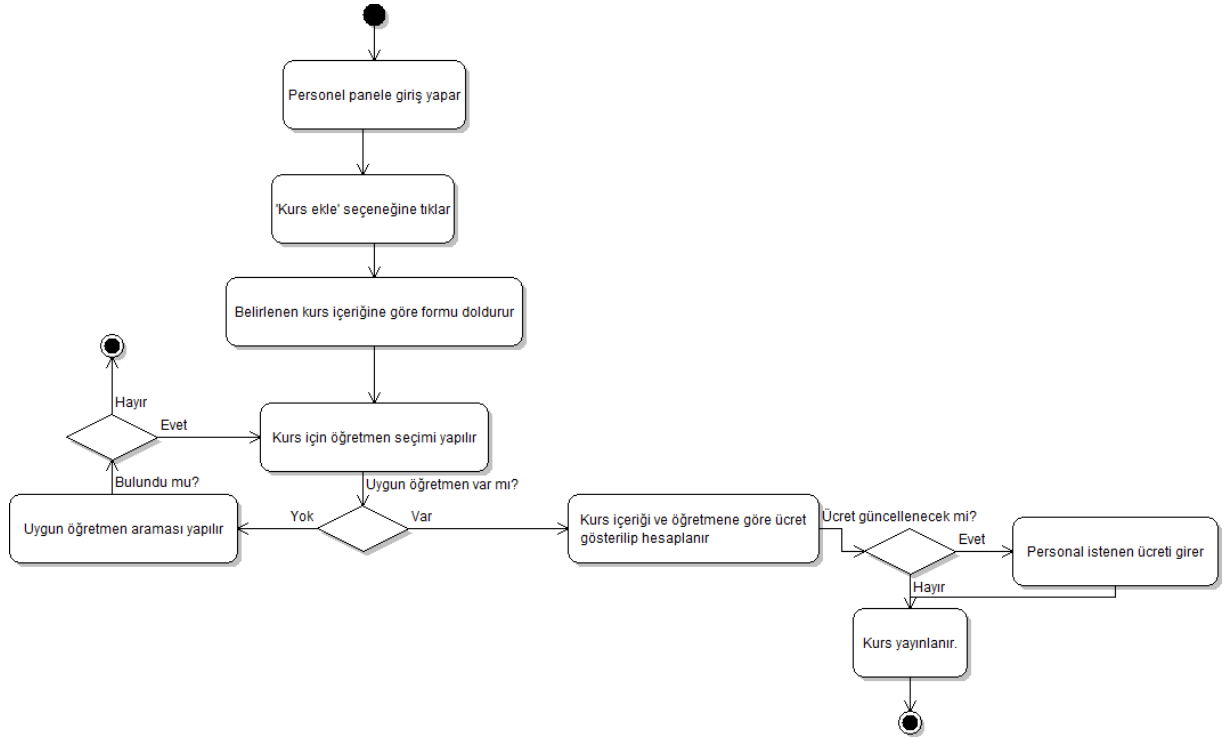 Personel panele giriş yapar
'Kurs ekle' seçeneğine tıklar
Belirlenen kurs içeriğine göre formu doldurur
Hayır
Evet
Kurs için öğretmen seçimi yapılır
Bulundu mu?
Uygun öğretmen var mı?
Uygun öğretmen araması yapılır
Yok
Var
Kurs içeriği ve öğretmene göre ücret
gösterilip hesaplanır
Ücret güncellenecek mi?
Evet
Personal istenen ücreti girer
Hayır
Kurs yayınlanır.